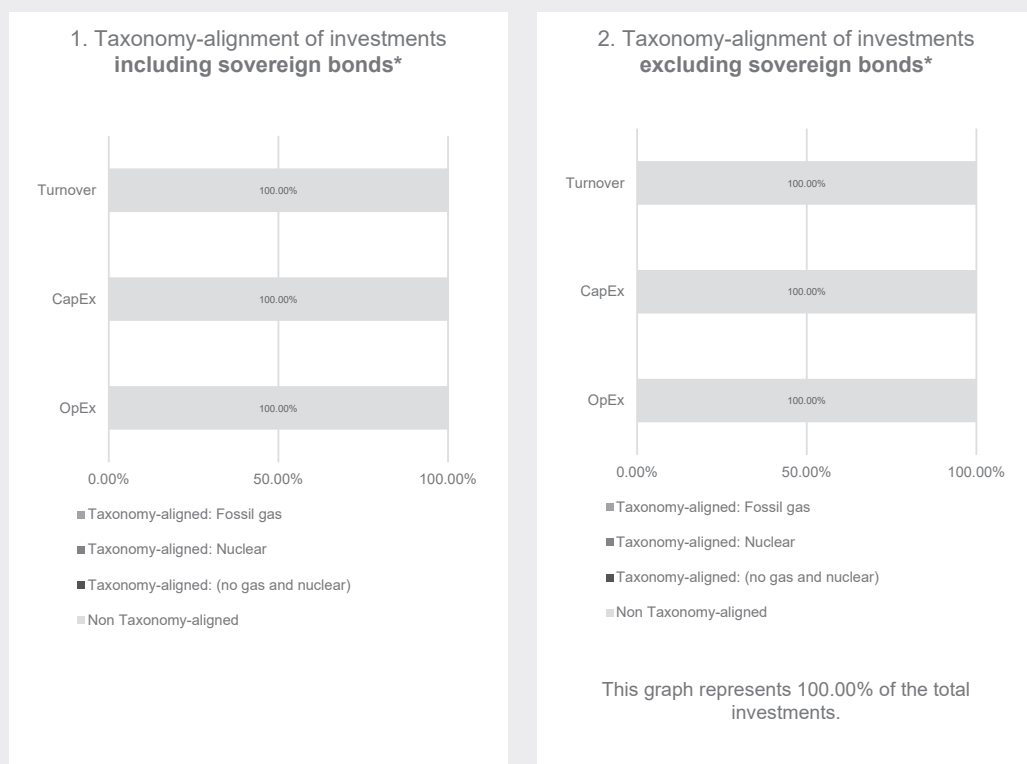 1. Taxonomy-alignment of investments
including sovereign bonds*
Turnover
100.00%
CapEx
100.00%
OpEx
100.00%
0.00%
50.00%
100.00%
Taxonomy-aligned: Fossil gas
Taxonomy-aligned: Nuclear
Taxonomy-aligned: (no gas and nuclear)
Non Taxonomy-aligned
2. Taxonomy-alignment of investments
excluding sovereign bonds*
Turnover
100.00%
CapEx
100.00%
OpEx
100.00%
0.00%
50.00%
100.00%
Taxonomy-aligned: Fossil gas
Taxonomy-aligned: Nuclear
Taxonomy-aligned: (no gas and nuclear)
Non Taxonomy-aligned
This graph represents 100.00% of the total
investments.